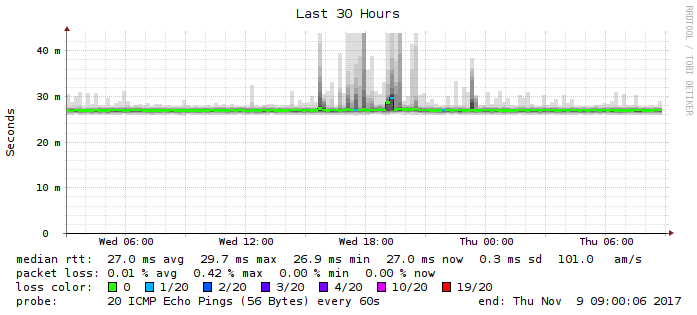 Last 30 Hours
RRDTOOL / TOBI OETIKER
Seconds
40 m
30 m
20 m
10 m
0
Wed 06:00 Wed 12:00 Wed 18:00 Thu 00:00 Thu 06:00
median rtt: 27.0 ms avg 29.7 ms max 26.9 ms min 27.0 ms now 0.3 ms sd 101.0 am/s
packet loss: 0.01 % avg 0.42 % max 0.00 % min 0.00 % now
loss color: 0 1/20 2/20 3/20 4/20 10/20 19/20
probe: 20 ICMP Echo Pings (56 Bytes) every 60s end: Thu Nov 9 09:00:06 2017